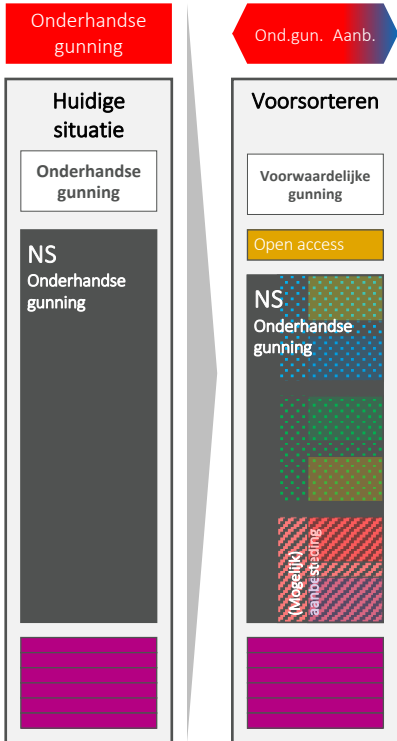 Onderhandse
gunning
Huidige
situatie
Onderhandse
gunning
NS
Onderhandse
gunning
Ond.gun. Aanb.
Voorsorteren
Voorwaardelijke
gunning
Open access
NS
Onderhandse
gunning
(Mogelijk)
aanbesteding